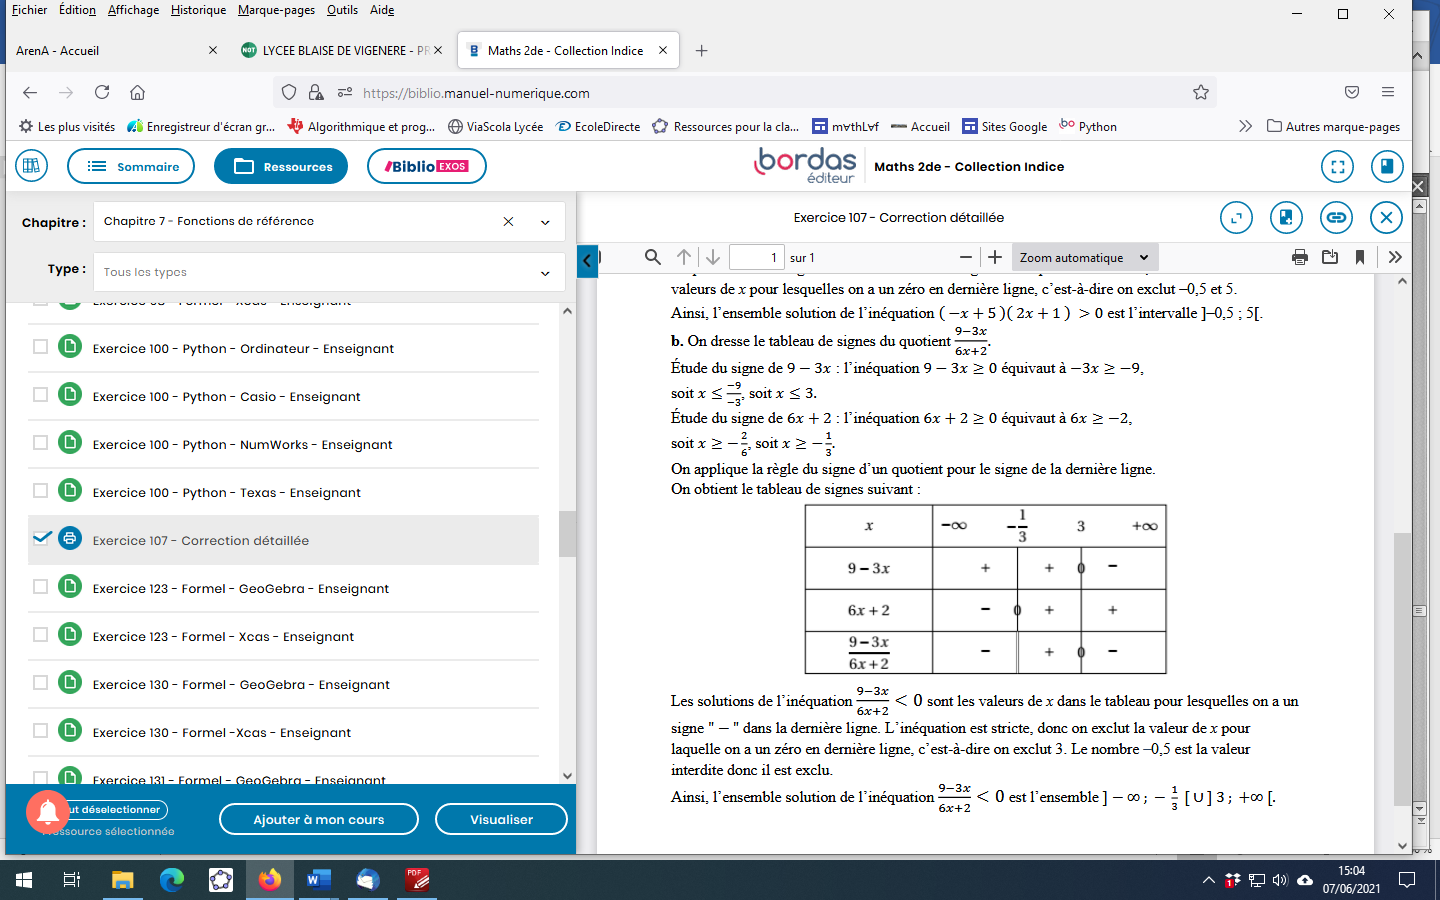 Fichier Édition Affichage Historique Marque-pages Outils Aide
ArenA - Accueil
LYCEE BLAISE DE VIGENERE - PR
Maths 2de - Collection Indice
https://biblio.manuel-numerique.com
Les plus visités Enregistreur d'écran gr... Algorithmique et prog... ViaScola Lycée EcoleDirecte Ressources pour la cla... m∀thL∀f Accueil Sites Google Python Autres marque-pages
Sommaire Ressources Biblio EXOS
bordas
éditeur
Maths 2de - Collection Indice
Chapitre : Chapitre 7 - Fonctions de référence
Type : Tous les types
Exercice 100 - Python - Ordinateur - Enseignant
Exercice 100 - Python - Casio - Enseignant
Exercice 100 - Python - NumWorks - Enseignant
Exercice 100 - Python - Texas - Enseignant
Exercice 107 - Correction détaillée
Exercice 123 - Formel - GeoGebra - Enseignant
Exercice 123 - Formel - Xcas - Enseignant
Exercice 130 - Formel - GeoGebra - Enseignant
Exercice 130 - Formel -Xcas - Enseignant
Exercice 131 - Formel - GeoGebra - Enseignant
ut déselectionner
ressource sélectionnée
Ajouter à mon cours
Visualiser
Exercice 107 - Correction détaillée
1 sur 1 Zoom automatique
valeurs de x pour lesquelles on a un zéro en dernière ligne, c'est-à-dire on exclut –0,5 et 5.
Ainsi, l'ensemble solution de l'inéquation (−x + 5)(2x + 1) > 0 est l'intervalle ]–0,5 ; 5[.
b. On dresse le tableau de signes du quotient 9−3x/6x+2.
Étude du signe de 9 − 3x : l'inéquation 9 − 3x ≥ 0 équivaut à −3x ≥ −9,
soit x ≤ −9/−3, soit x ≤ 3.
Étude du signe de 6x + 2 : l'inéquation 6x + 2 ≥ 0 équivaut à 6x ≥ −2,
soit x ≥ −2/6, soit x ≥ −1/3.
On applique la règle du signe d'un quotient pour le signe de la dernière ligne.
On obtient le tableau de signes suivant :
x −∞ −1/3 3 +∞
9−3x + + 0 −
6x+2 − 0 + +
9−3x/6x+2 − + 0 −
Les solutions de l'inéquation 9−3x/6x+2 < 0 sont les valeurs de x dans le tableau pour lesquelles on a un
signe " − " dans la dernière ligne. L'inéquation est stricte, donc on exclut la valeur de x pour
laquelle on a un zéro en dernière ligne, c'est-à-dire on exclut 3. Le nombre –0,5 est la valeur
interdite donc il est exclu.
Ainsi, l'ensemble solution de l'inéquation 9−3x/6x+2 < 0 est l'ensemble ] − ∞ ; − 1/3 [ ∪ ] 3 ; +∞ [.
15:04
07/06/2021